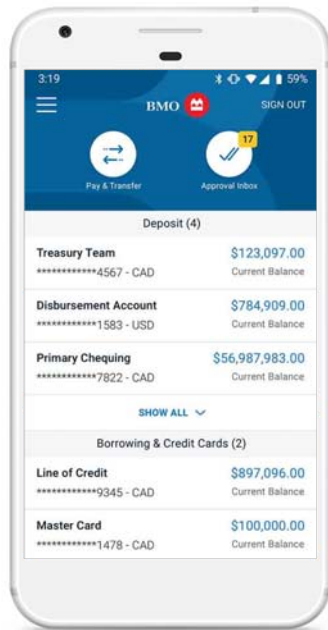 3:19 59%
BMO SIGN OUT
17
Pay & Transfer Approval Inbox
Deposit (4)
Treasury Team $123,097.00
************4567 - CAD Current Balance
Disbursement Account $784,909.00
************1583 - USD Current Balance
Primary Chequing $56,987,983.00
************7822 - CAD Current Balance
SHOW ALL
Borrowing & Credit Cards (2)
Line of Credit $897,096.00
************9345 - CAD Current Balance
Master Card $100,000.00
************1478 - CAD Current Balance